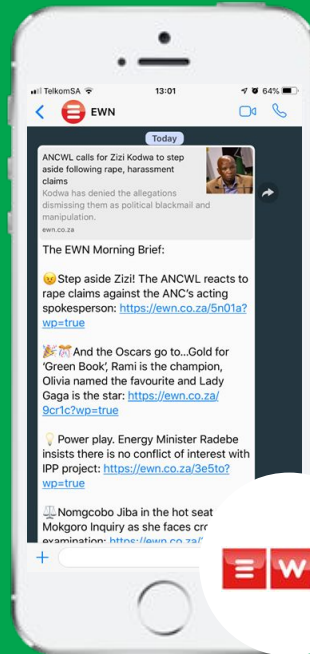 TelkomSA
13:01
64%
EWN
Today
ANCWL calls for Zizi Kodwa to step
aside following rape, harassment
claims
Kodwa has denied the allegations
dismissing them as political blackmail and
manipulation.
ewn.co.za
The EWN Morning Brief:
😠Step aside Zizi! The ANCWL reacts to
rape claims against the ANC's acting
spokesperson: https://ewn.co.za/5n01a?
wp=true
🎉🎊And the Oscars go to...Gold for
'Green Book', Rami is the champion,
Olivia named the favourite and Lady
Gaga is the star: https://ewn.co.za/
9cr1c?wp=true
💡Power play. Energy Minister Radebe
insists there is no conflict of interest with
IPP project: https://ewn.co.za/3e5to?
wp=true
⚖️Nomgcobo Jiba in the hot seat
Mokgoro Inquiry as she faces
examination: https://ewn.co.za/
E W